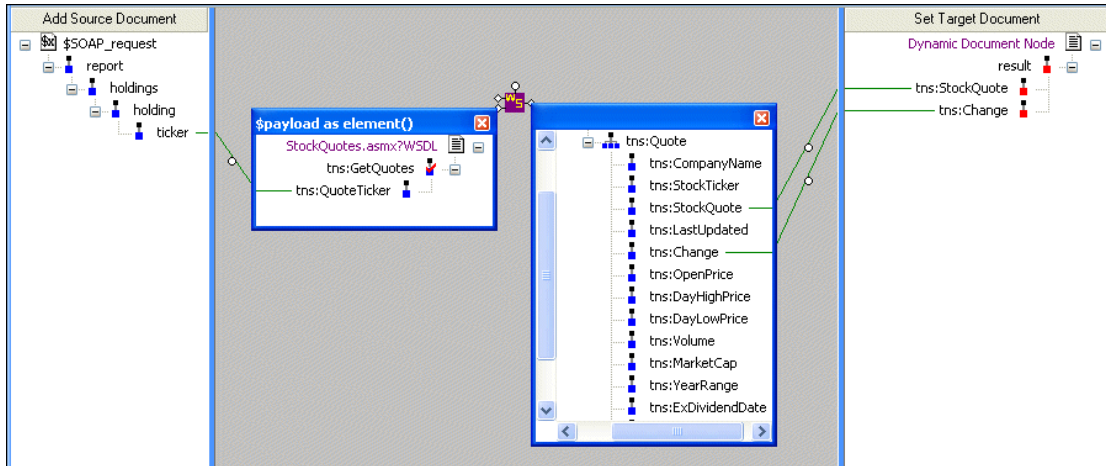 Add Source Document
$SOAP_request
report
holdings
holding
ticker
$payload as element()
StockQuotes.asmx?WSDL
tns:GetQuotes
tns:QuoteTicker
WS
tns:Quote
tns:CompanyName
tns:StockTicker
tns:StockQuote
tns:LastUpdated
tns:Change
tns:OpenPrice
tns:DayHighPrice
tns:DayLowPrice
tns:Volume
tns:MarketCap
tns:YearRange
tns:ExDividendDate
Set Target Document
Dynamic Document Node
result
tns:StockQuote
tns:Change